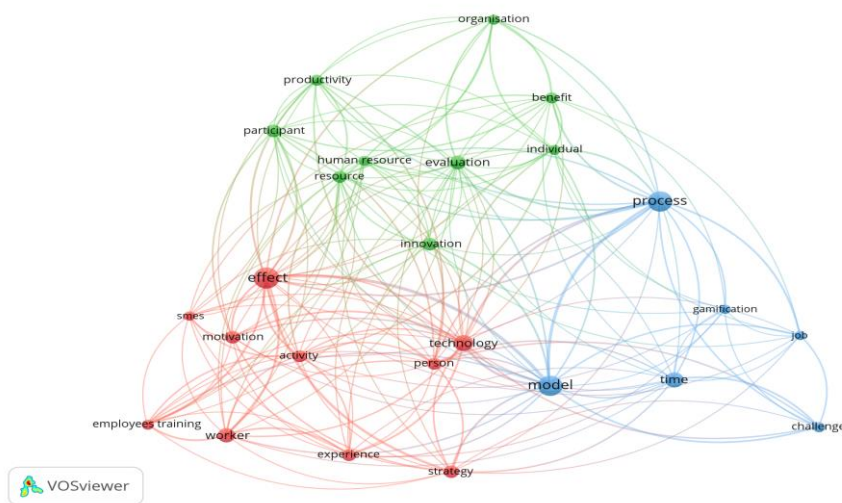 organisation
productivity
benefit
participant
human resource
evaluation
individual
resource
process
innovation
effect
smes
gamification
motivation
technology
job
activity
person
model
time
employees training
worker
challenge
experience
strategy
VOSviewer